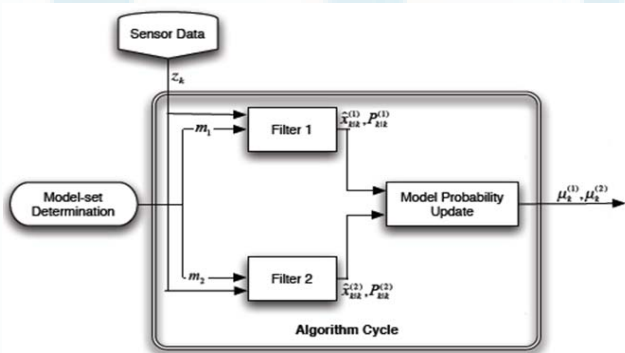 Sensor Data
z_k
m_1
Filter 1
x̂_{k|k}^{(1)}, P_{k|k}^{(1)}
Model-set
Determination
Model Probability
Update
μ_k^{(1)}, μ_k^{(2)}
m_2
Filter 2
x̂_{k|k}^{(2)}, P_{k|k}^{(2)}
Algorithm Cycle